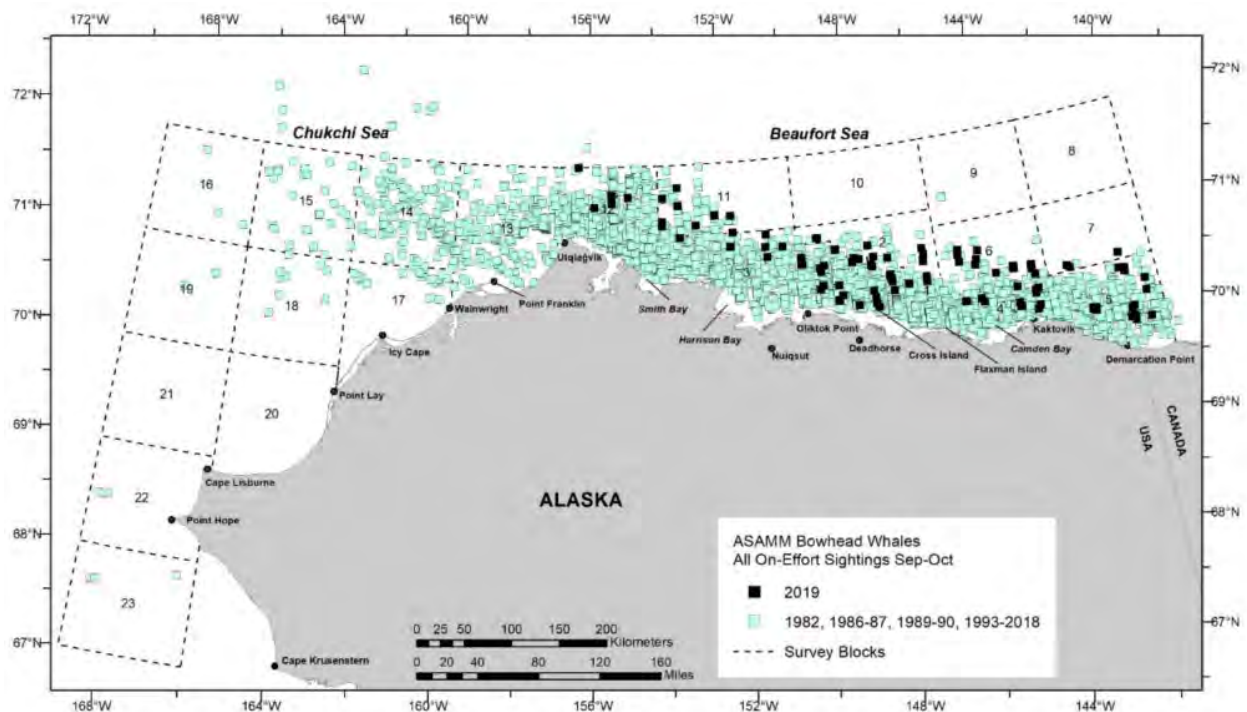 172°W 168°W 164°W 160°W 156°W 152°W 148°W 144°W 140°W
72°N 72°N
Chukchi Sea Beaufort Sea
8
9
16 10
11
15
71°N 14 12 71°N
13 7
2 6
Utqiaġvik
19
18 17 3 5
Point Franklin 4
70°N Wainwright Smith Bay 70°N
Oliktok Point Kaktovik
Icy Cape Harrison Bay Deadhorse Cross Island Camden Bay Demarcation Point
Nuiqsut Flaxman Island
21
Point Lay
69°N 20 69°N
CANADA
USA
Cape Lisburne
22
ALASKA
68°N Point Hope 68°N
ASAMM Bowhead Whales
All On-Effort Sightings Sep-Oct
2019
23
1982, 1986-87, 1989-90, 1993-2018
0 25 50 100 150 200
Kilometers
67°N Survey Blocks 67°N
0 20 40 80 120 160
Miles
Cape Krusenstern
168°W 164°W 160°W 156°W 152°W 148°W 144°W 140°W